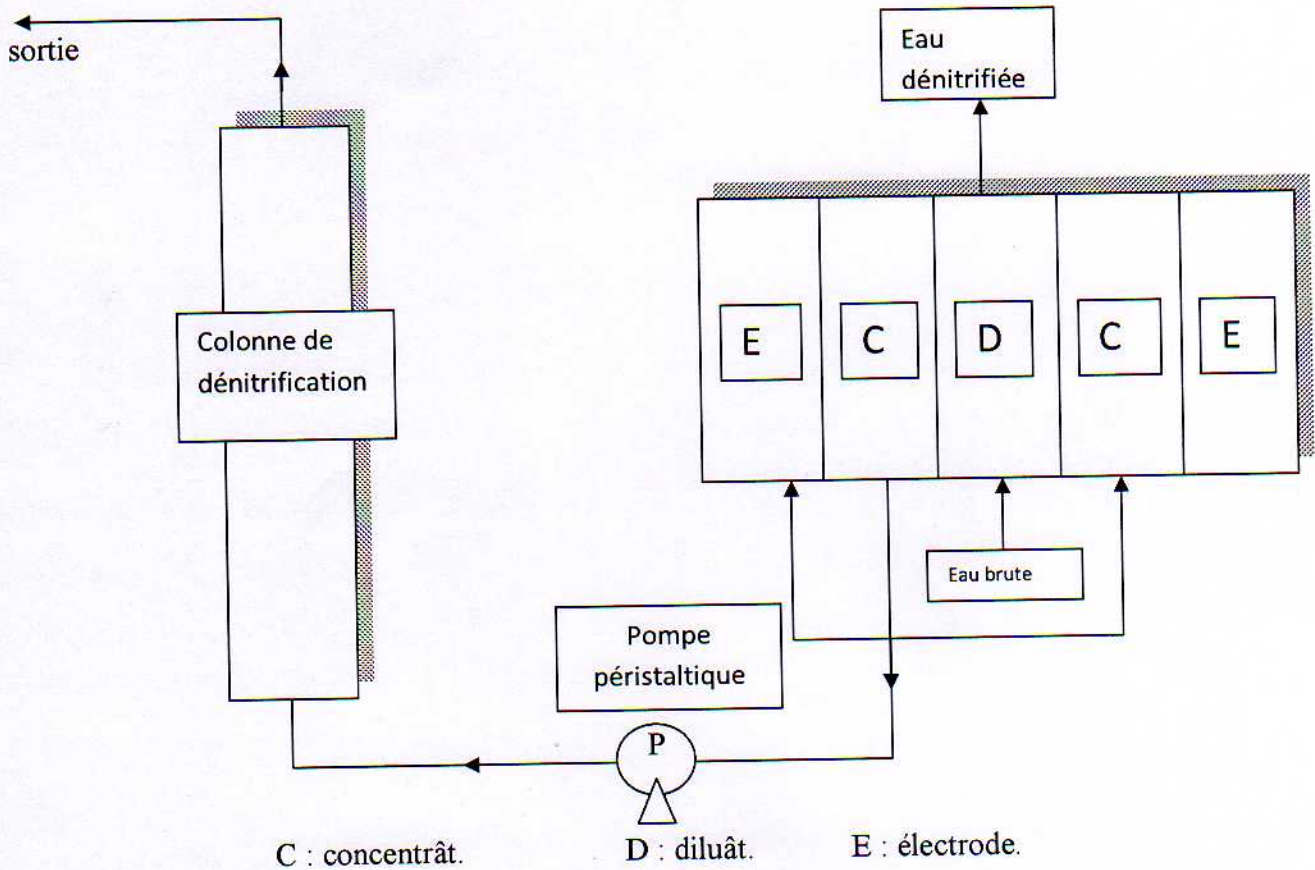 sortie
Eau
dénitrifiée
E
C
D
C
E
Colonne de
dénitrification
Eau brute
Pompe
péristaltique
P
C : concentrât.
D : diluât.
E : électrode.